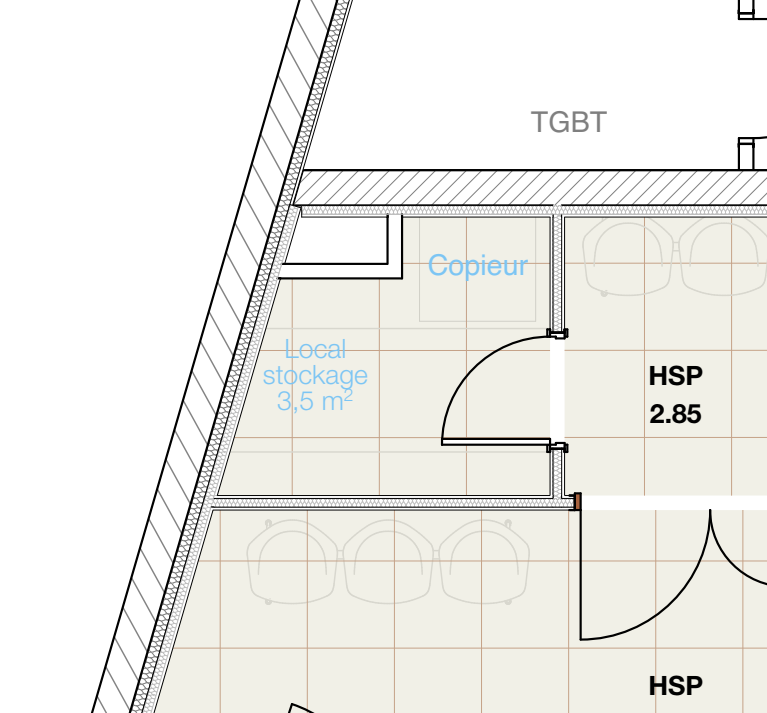 TGBT
Copieur
Local
stockage
3,5 m²
HSP
2.85
HSP